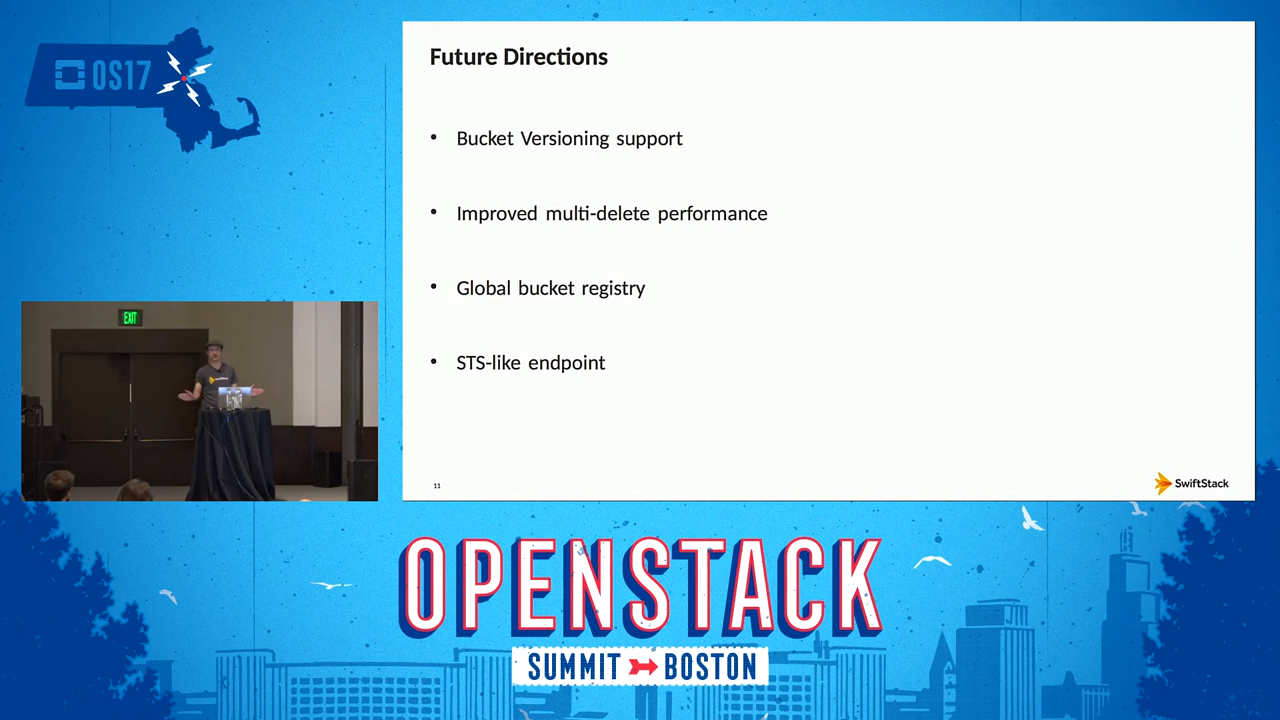 OS17
Future Directions
• Bucket Versioning support
• Improved multi-delete performance
• Global bucket registry
• STS-like endpoint
11
SwiftStack
EXIT
OPENSTACK
SUMMIT BOSTON